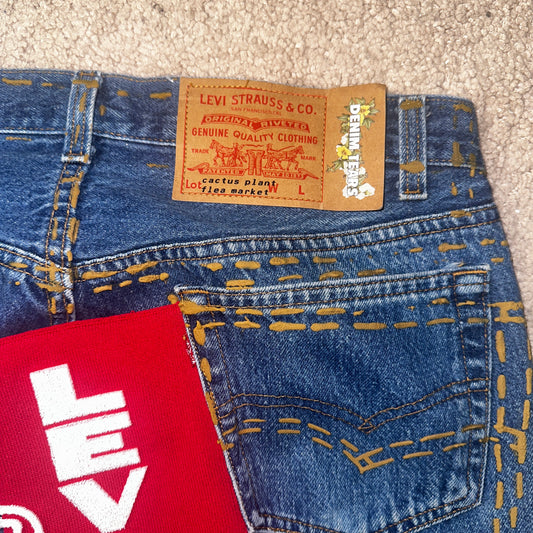 LEVI STRAUSS & CO.
SAN FRANCISCO, CAL.
ORIGINAL RIVETED
GENUINE QUALITY CLOTHING
TRADE MARK
PATENTED MAY 20 1873
Lot W L
cactus plant
flea market
DENIM TEARS
LEV